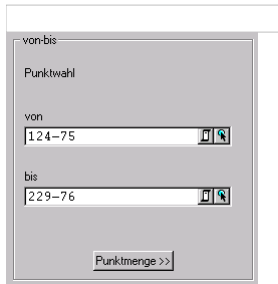 von-bis
Punktwahl
von
124-75
bis
229-76
Punktmenge >>